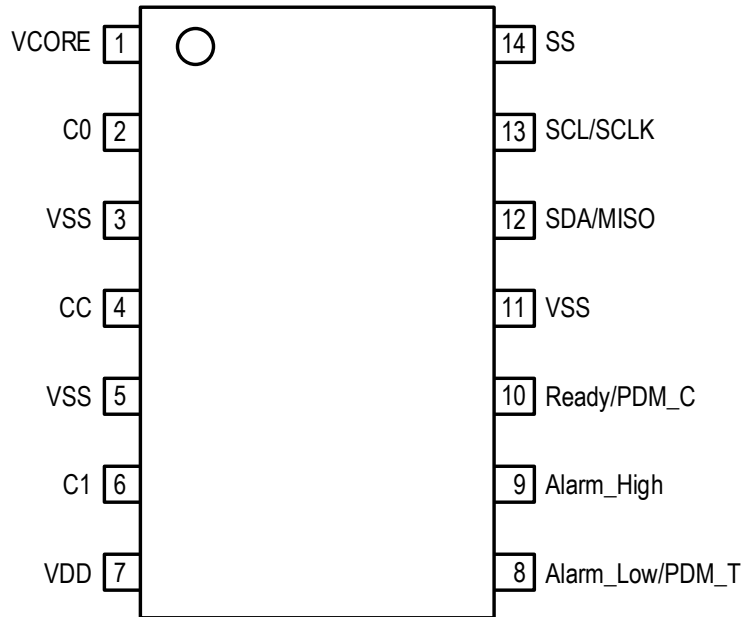 VCORE 1 14 SS
C0 2 13 SCL/SCLK
VSS 3 12 SDA/MISO
CC 4 11 VSS
VSS 5 10 Ready/PDM_C
C1 6 9 Alarm_High
VDD 7 8 Alarm_Low/PDM_T